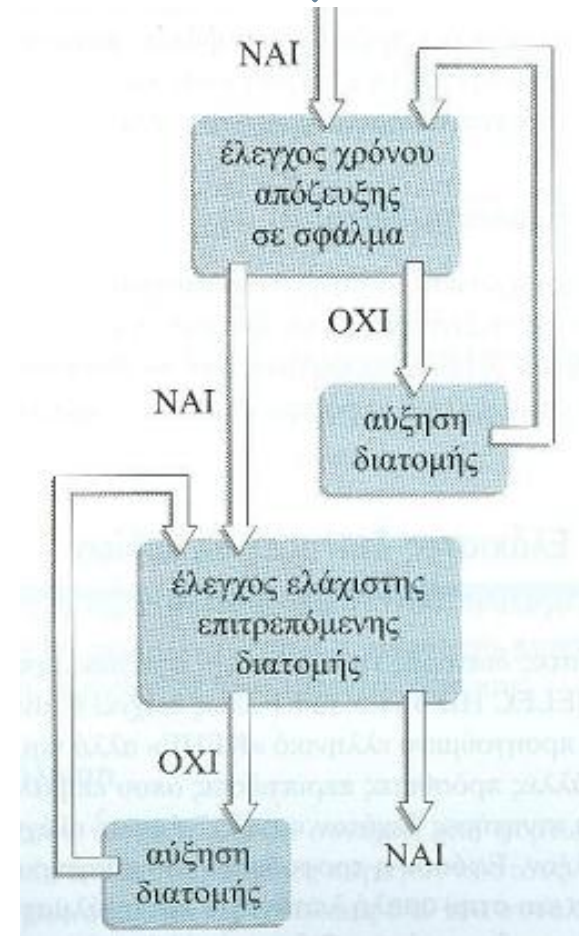 ΝΑΙ
έλεγχος χρόνου
απόζευξης
σε σφάλμα
ΟΧΙ
ΝΑΙ
αύξηση
διατομής
έλεγχος ελάχιστης
επιτρεπόμενης
διατομής
ΟΧΙ
ΝΑΙ
αύξηση
διατομής